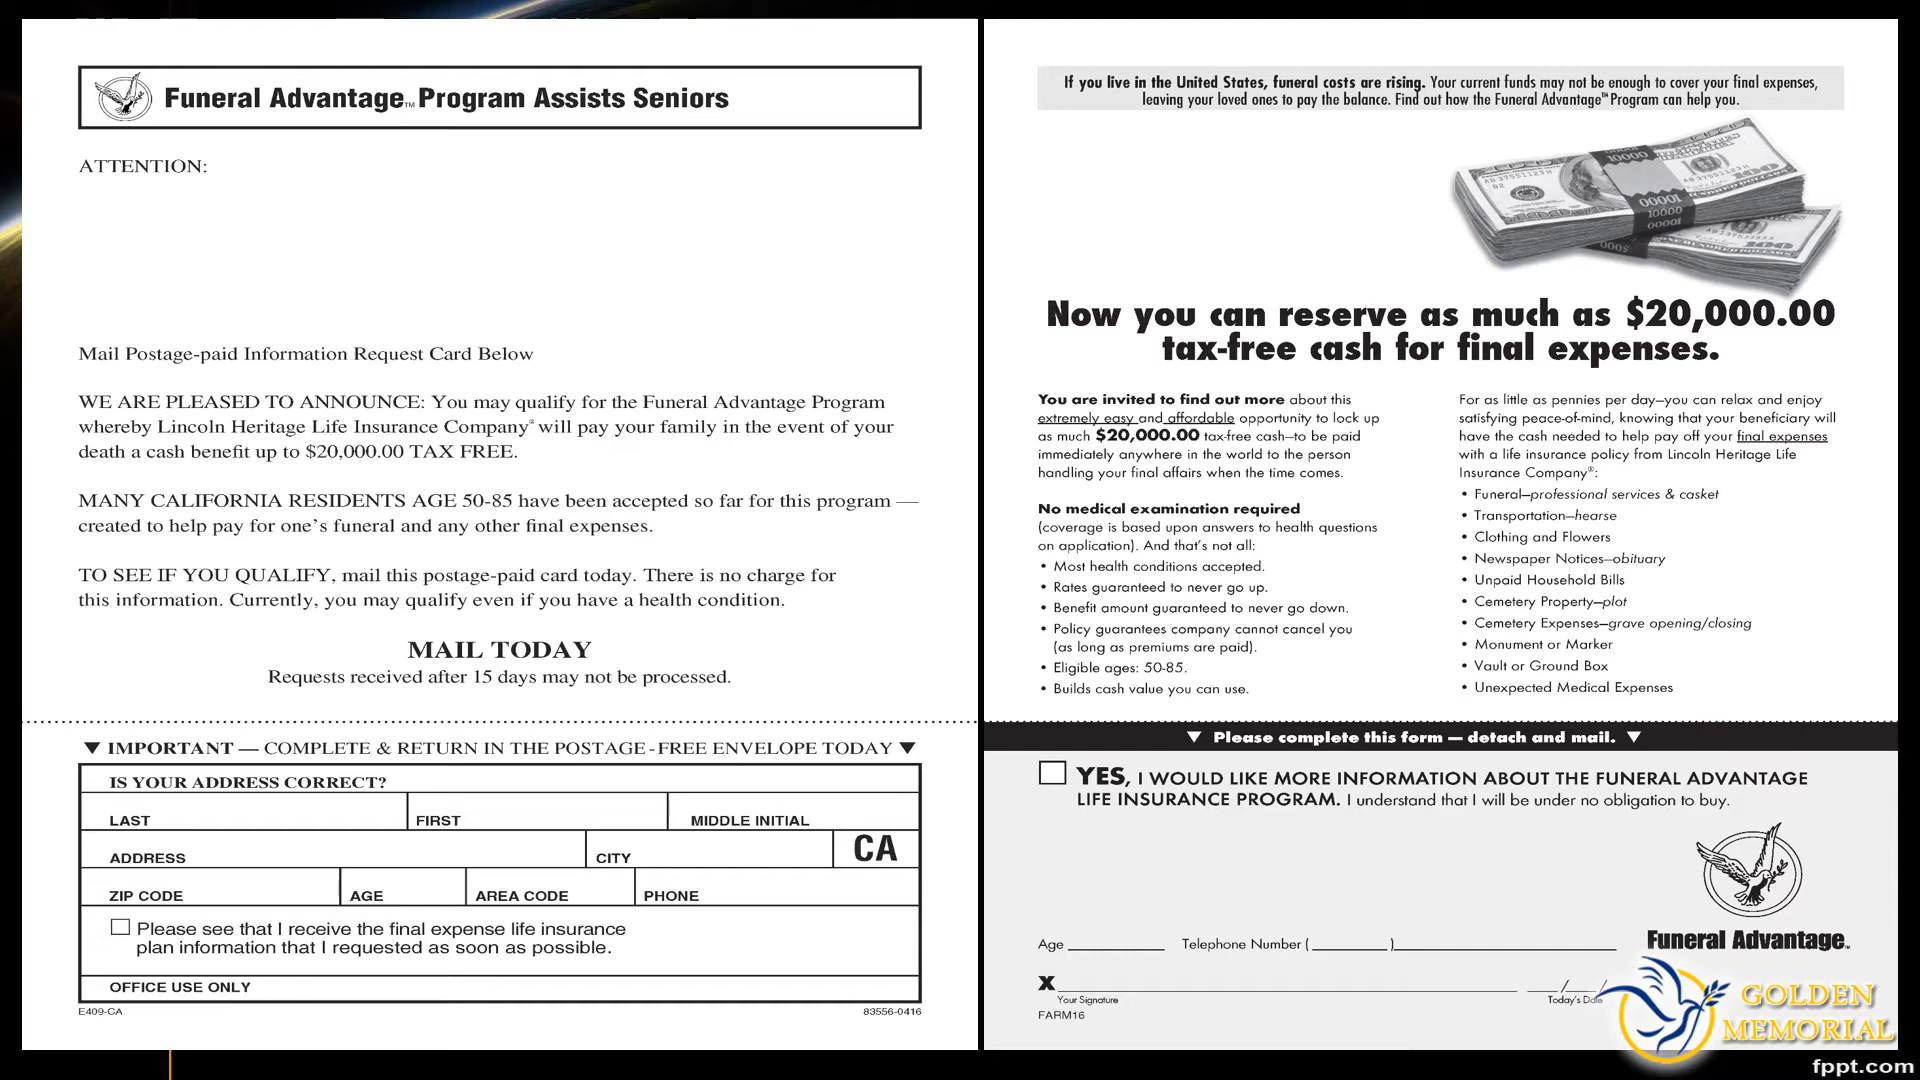 Funeral Advantage™ Program Assists Seniors
ATTENTION:
Mail Postage-paid Information Request Card Below
WE ARE PLEASED TO ANNOUNCE: You may qualify for the Funeral Advantage Program
whereby Lincoln Heritage Life Insurance Company® will pay your family in the event of your
death a cash benefit up to $20,000.00 TAX FREE.
MANY CALIFORNIA RESIDENTS AGE 50-85 have been accepted so far for this program —
created to help pay for one's funeral and any other final expenses.
TO SEE IF YOU QUALIFY, mail this postage-paid card today. There is no charge for
this information. Currently, you may qualify even if you have a health condition.
MAIL TODAY
Requests received after 15 days may not be processed.
▼ IMPORTANT — COMPLETE & RETURN IN THE POSTAGE-FREE ENVELOPE TODAY ▼
IS YOUR ADDRESS CORRECT?
LAST FIRST MIDDLE INITIAL
ADDRESS CITY CA
ZIP CODE AGE AREA CODE PHONE
Please see that I receive the final expense life insurance
plan information that I requested as soon as possible.
OFFICE USE ONLY
E409-CA 83556-0416
If you live in the United States, funeral costs are rising. Your current funds may not be enough to cover your final expenses,
leaving your loved ones to pay the balance. Find out how the Funeral Advantage™ Program can help you.
10000
00001
10000
00001
100
100
Now you can reserve as much as $20,000.00
tax-free cash for final expenses.
You are invited to find out more about this
extremely easy and affordable opportunity to lock up
as much $20,000.00 tax-free cash—to be paid
immediately anywhere in the world to the person
handling your final affairs when the time comes.
No medical examination required
(coverage is based upon answers to health questions
on application). And that's not all:
• Most health conditions accepted.
• Rates guaranteed to never go up.
• Benefit amount guaranteed to never go down.
• Policy guarantees company cannot cancel you
(as long as premiums are paid).
• Eligible ages: 50-85.
• Builds cash value you can use.
For as little as pennies per day—you can relax and enjoy
satisfying peace-of-mind, knowing that your beneficiary will
have the cash needed to help pay off your final expenses
with a life insurance policy from Lincoln Heritage Life
Insurance Company®:
• Funeral—professional services & casket
• Transportation—hearse
• Clothing and Flowers
• Newspaper Notices—obituary
• Unpaid Household Bills
• Cemetery Property—plot
• Cemetery Expenses—grave opening/closing
• Monument or Marker
• Vault or Ground Box
• Unexpected Medical Expenses
▼ Please complete this form — detach and mail. ▼
YES, I WOULD LIKE MORE INFORMATION ABOUT THE FUNERAL ADVANTAGE
LIFE INSURANCE PROGRAM. I understand that I will be under no obligation to buy.
Funeral Advantage™
Age Telephone Number ( )
X
Your Signature Today's Date
FARM16
GOLDEN
MEMORIAL
fppt.com